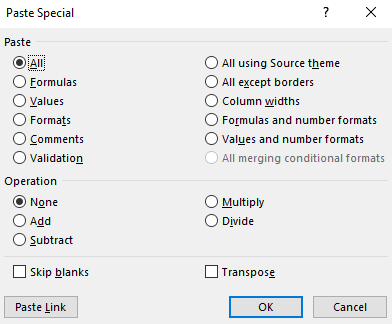 Paste Special ? ×
Paste
All All using Source theme
Formulas All except borders
Values Column widths
Formats Formulas and number formats
Comments Values and number formats
Validation All merging conditional formats
Operation
None Multiply
Add Divide
Subtract
Skip blanks Transpose
Paste Link OK Cancel